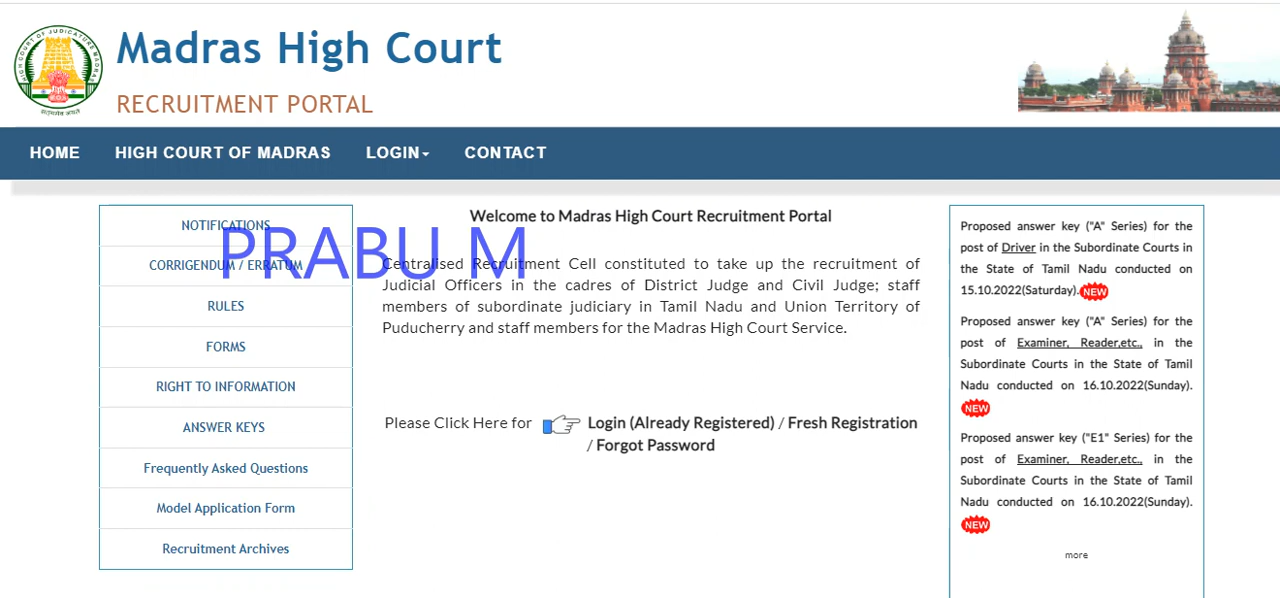 Madras High Court
RECRUITMENT PORTAL
HOME HIGH COURT OF MADRAS LOGIN CONTACT
NOTIFICATIONS
CORRIGENDUM / ERRATUM
RULES
FORMS
RIGHT TO INFORMATION
ANSWER KEYS
Frequently Asked Questions
Model Application Form
Recruitment Archives
PRABU M
Welcome to Madras High Court Recruitment Portal
Centralised Recruitment Cell constituted to take up the recruitment of
Judicial Officers in the cadres of District Judge and Civil Judge; staff
members of subordinate judiciary in Tamil Nadu and Union Territory of
Puducherry and staff members for the Madras High Court Service.
Please Click Here for Login (Already Registered) / Fresh Registration
/ Forgot Password
Proposed answer key ("A" Series) for the
post of Driver in the Subordinate Courts in
the State of Tamil Nadu conducted on
15.10.2022(Saturday). NEW
Proposed answer key ("A" Series) for the
post of Examiner, Reader,etc., in the
Subordinate Courts in the State of Tamil
Nadu conducted on 16.10.2022(Sunday).
NEW
Proposed answer key ("E1" Series) for the
post of Examiner, Reader,etc., in the
Subordinate Courts in the State of Tamil
Nadu conducted on 16.10.2022(Sunday).
NEW
more